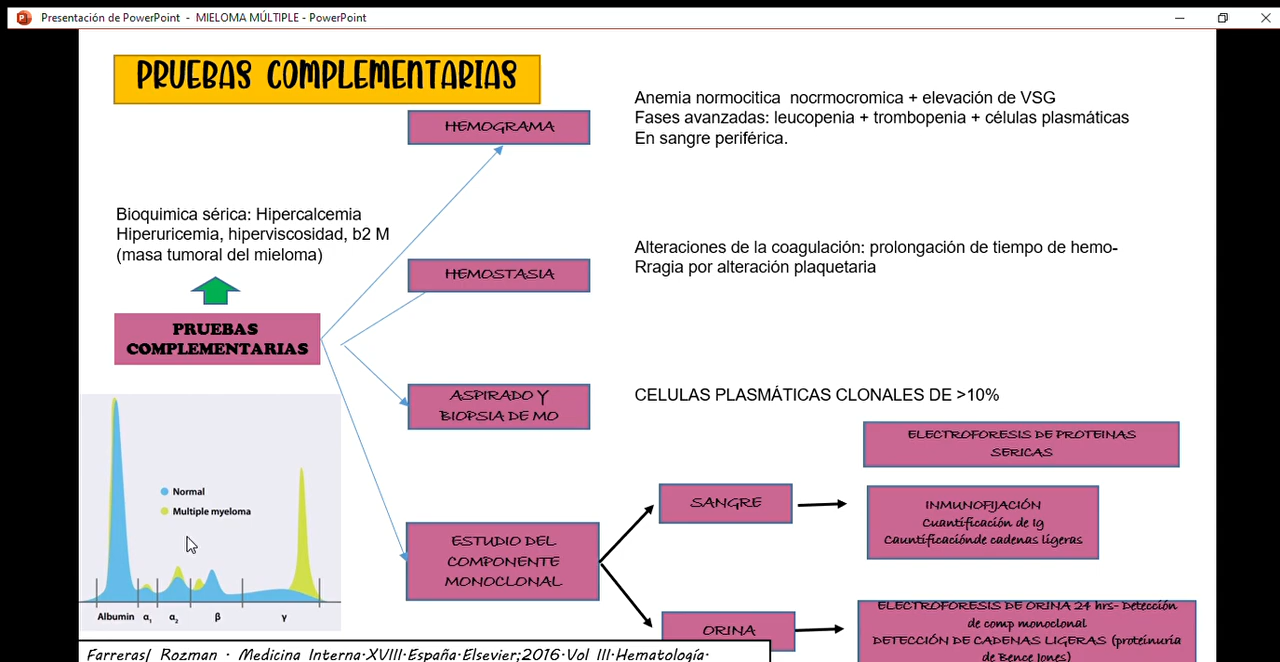 Presentación de PowerPoint - MIELOMA MÚLTIPLE - PowerPoint
PRUEBAS COMPLEMENTARIAS
HEMOGRAMA
Anemia normocitica nocrmocromica + elevación de VSG
Fases avanzadas: leucopenia + trombopenia + células plasmáticas
En sangre periférica.
Bioquimica sérica: Hipercalcemia
Hiperuricemia, hiperviscosidad, b2 M
(masa tumoral del mieloma)
HEMOSTASIA
Alteraciones de la coagulación: prolongación de tiempo de hemo-
Rragia por alteración plaquetaria
PRUEBAS
COMPLEMENTARIAS
ASPIRADO Y
BIOPSIA DE MO
CELULAS PLASMÁTICAS CLONALES DE >10%
ELECTROFORESIS DE PROTEINAS
SERICAS
SANGRE
INMUNOFIJACIÓN
Cuantificación de Ig
Cauntificaciónde cadenas ligeras
ESTUDIO DEL
COMPONENTE
MONOCLONAL
ORINA
ELECTROFORESIS DE ORINA 24 hrs- Detección
de comp monoclonal
DETECCIÓN DE CADENAS LIGERAS (proteinuria
de Bence Jones)
Normal
Multiple myeloma
Albumin α1 α2 β γ
Farreras/ Rozman · Medicina Interna·XVIII·España·Elsevier;2016·Vol III·Hematología·